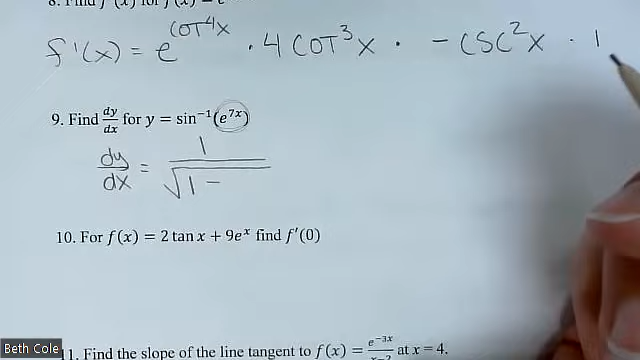 f'(x) = e^{cot⁴x} · 4 cot³x · - csc²x · 1
9. Find dy/dx for y = sin⁻¹(e⁷ˣ)
dy/dx = 1/√(1 -
10. For f(x) = 2 tan x + 9eˣ find f'(0)
11. Find the slope of the line tangent to f(x) = e⁻³ˣ/ at x = 4.
Beth Cole